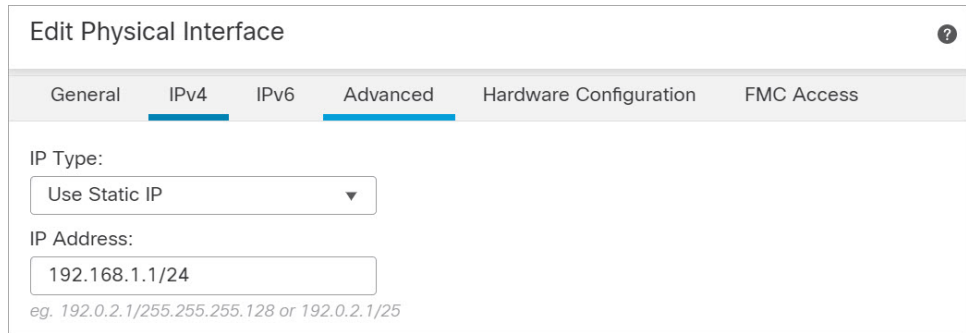 Edit Physical Interface
General IPv4 IPv6 Advanced Hardware Configuration FMC Access
IP Type:
Use Static IP
IP Address:
192.168.1.1/24
eg. 192.0.2.1/255.255.255.128 or 192.0.2.1/25